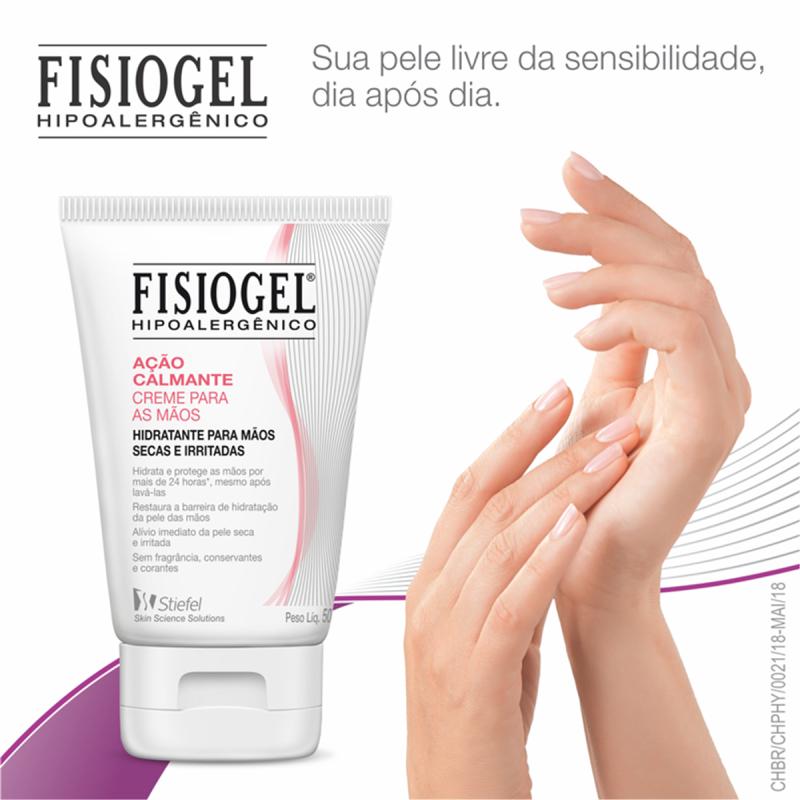 FISIOGEL
HIPOALERGÊNICO
Sua pele livre da sensibilidade,
dia após dia.
FISIOGEL®
HIPOALERGÊNICO
AÇÃO
CALMANTE
CREME PARA
AS MÃOS
HIDRATANTE PARA MÃOS
SECAS E IRRITADAS
Hidrata e protege as mãos por
mais de 24 horas*, mesmo após
lavá-las
Restaura a barreira de hidratação
da pele das mãos
Alívio imediato da pele seca
e irritada
Sem fragrância, conservantes
e corantes
Stiefel
Skin Science Solutions
Peso Líq.
CHBR/CHPHY/0021/18-MAI/18